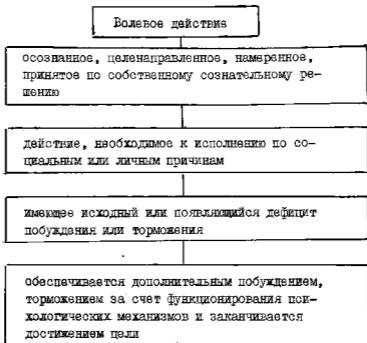 Волевое действие
осознанное, целенаправленное, намеренное,
принятое по собственному сознательному ре-
шению
действие, необходимое к исполнению по со-
циальным или личным причинам
имеющее исходный или появляющийся дефицит
побуждения или торможения
обеспечивается дополнительным побуждением,
торможением за счет функционирования пси-
хологических механизмов и заканчивается
достижением цели